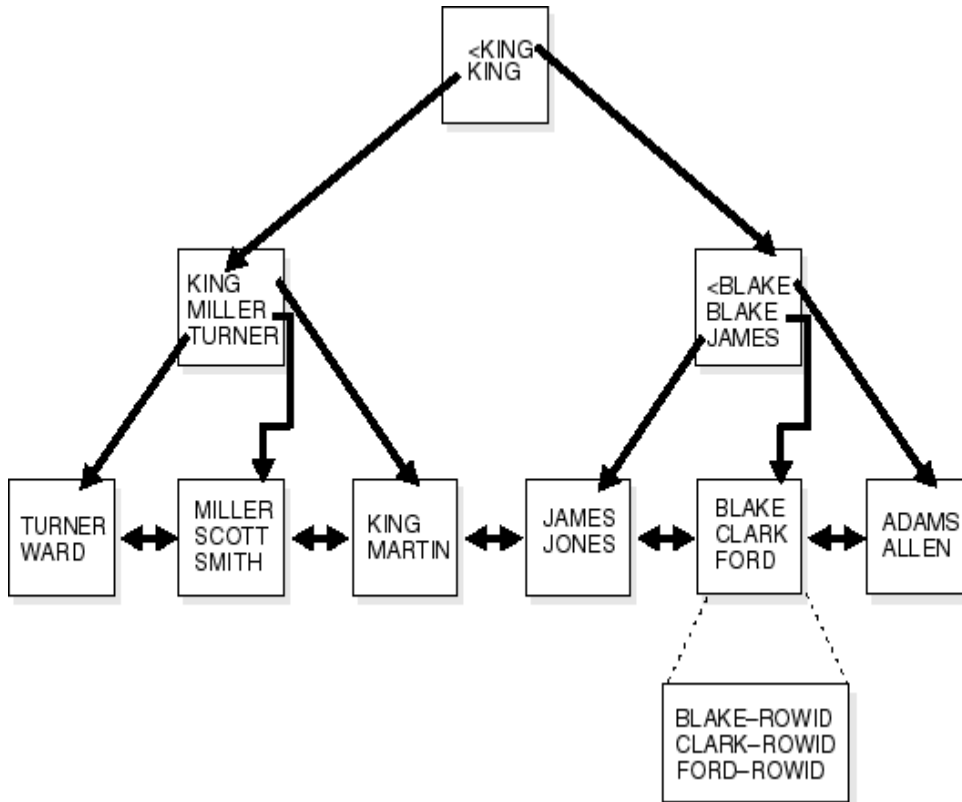 <KING
KING
KING
MILLER
TURNER
<BLAKE
BLAKE
JAMES
TURNER
WARD
MILLER
SCOTT
SMITH
KING
MARTIN
JAMES
JONES
BLAKE
CLARK
FORD
ADAMS
ALLEN
BLAKE–ROWID
CLARK–ROWID
FORD–ROWID